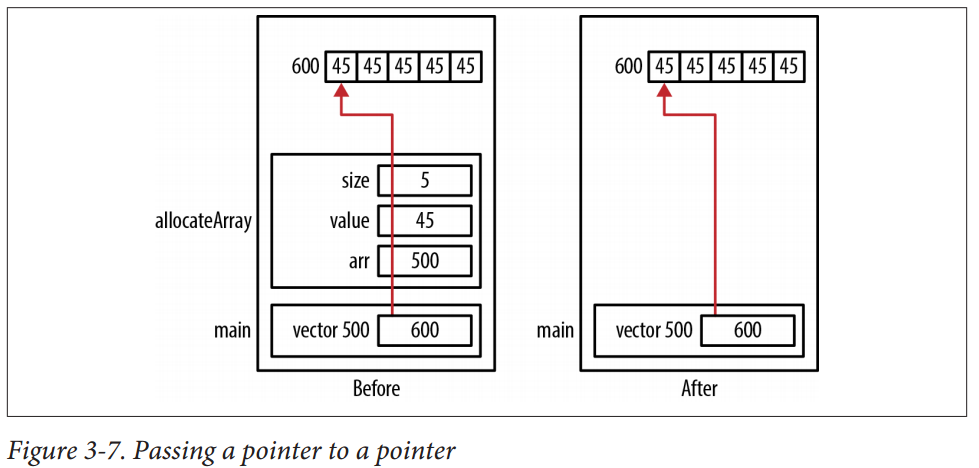 600 45 45 45 45 45
size 5
allocateArray value 45
arr 500
main vector 500 600
Before
600 45 45 45 45 45
main vector 500 600
After
Figure 3-7. Passing a pointer to a pointer